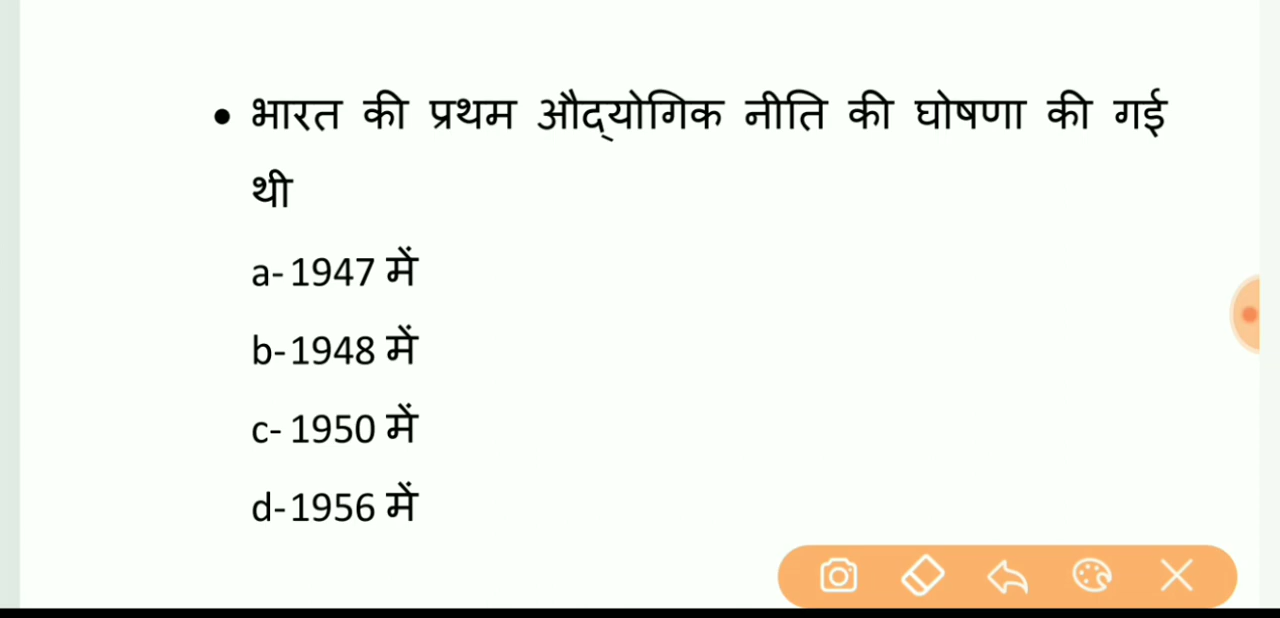 • भारत की प्रथम औद्योगिक नीति की घोषणा की गई
थी
a- 1947 में
b-1948 में
c- 1950 में
d-1956 में